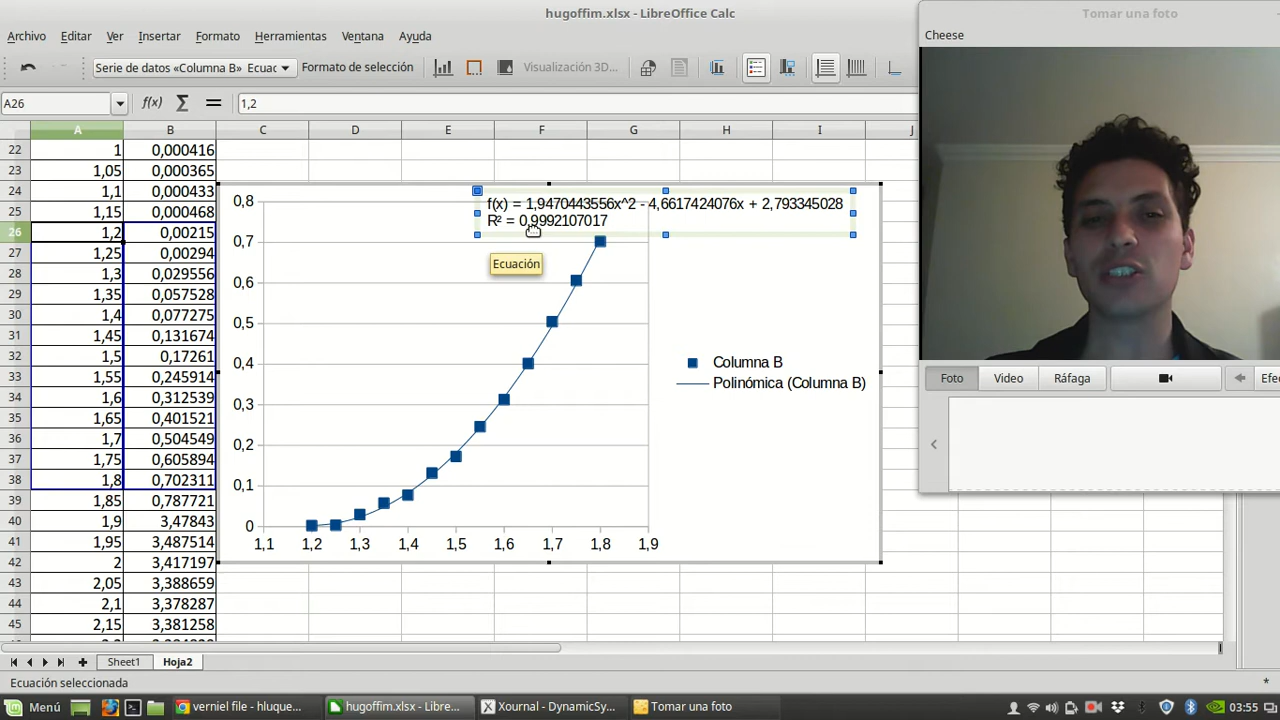 hugoffim.xlsx - LibreOffice Calc
Tomar una foto
Archivo Editar Ver Insertar Formato Herramientas Ventana Ayuda
Cheese
Serie de datos «Columna B» Ecuac
Formato de selección
Visualización 3D...
A26
f(x) Σ =
1,2
A B C D E F G H I J
22 1 0,000416
23 1,05 0,000365
24 1,1 0,000433
25 1,15 0,000468
26 1,2 0,00215
27 1,25 0,00294
28 1,3 0,029556
29 1,35 0,057528
30 1,4 0,077275
31 1,45 0,131674
32 1,5 0,17261
33 1,55 0,245914
34 1,6 0,312539
35 1,65 0,401521
36 1,7 0,504549
37 1,75 0,605894
38 1,8 0,702311
39 1,85 0,787721
40 1,9 3,47843
41 1,95 3,487514
42 2 3,417197
43 2,05 3,388659
44 2,1 3,378287
45 2,15 3,381258
f(x) = 1,9470443556x^2 - 4,6617424076x + 2,793345028
R² = 0,9992107017
Ecuación
0,8
0,7
0,6
0,5
0,4
0,3
0,2
0,1
0
1,1 1,2 1,3 1,4 1,5 1,6 1,7 1,8 1,9
Columna B
Polinómica (Columna B)
Foto Video Ráfaga
Efe
Sheet1 Hoja2
Ecuación seleccionada
*
Menú
verniel file - hluque...
hugoffim.xlsx - Libre...
Xournal - DynamicSy...
Tomar una foto
03:55